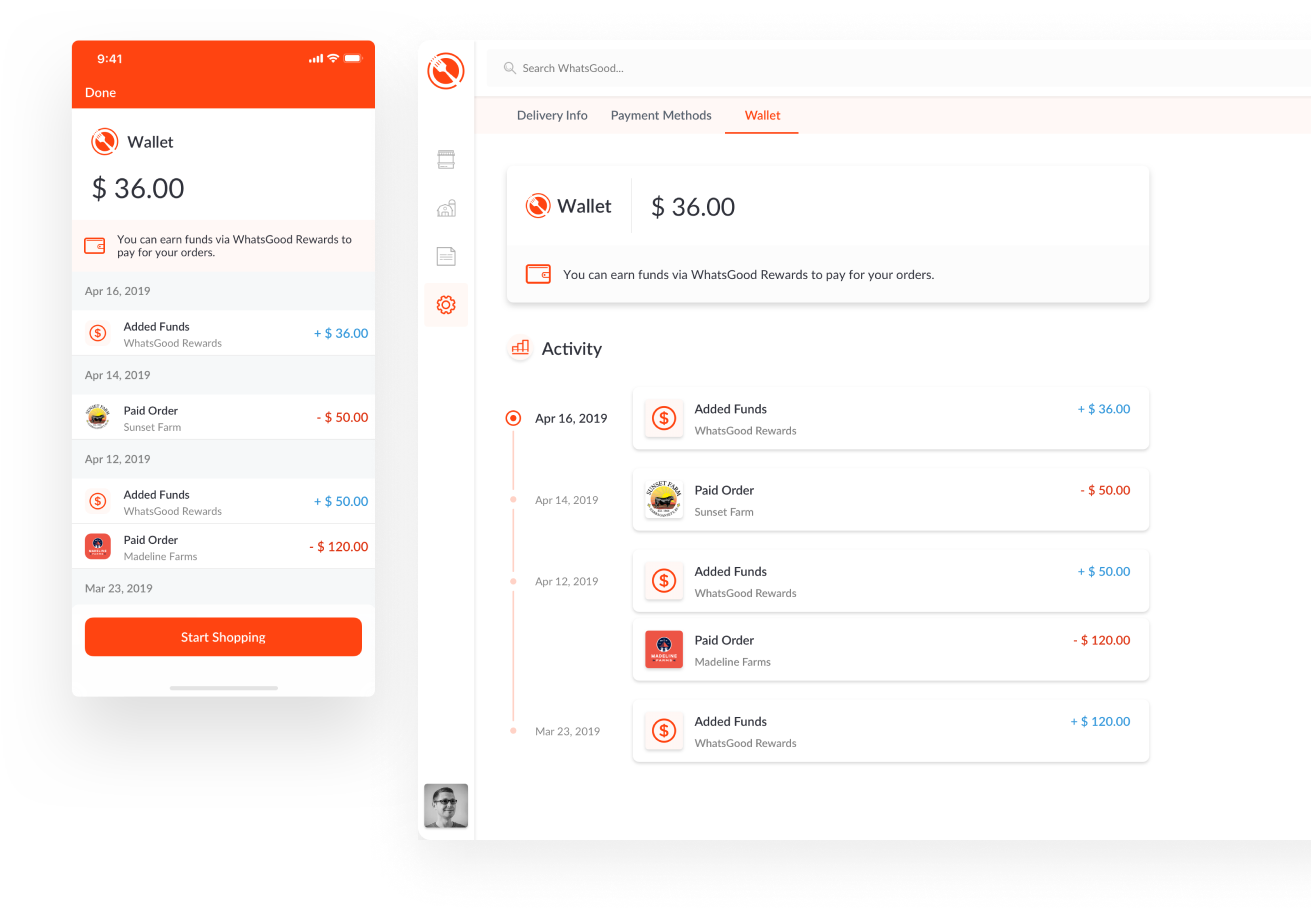 9:41
Done
Wallet
$ 36.00
You can earn funds via WhatsGood Rewards to
pay for your orders.
Apr 16, 2019
Added Funds
+ $ 36.00
WhatsGood Rewards
Apr 14, 2019
SUNSET FARM
Paid Order
- $ 50.00
Sunset Farm
Apr 12, 2019
Added Funds
+ $ 50.00
WhatsGood Rewards
MADELINE
Paid Order
- $ 120.00
Madeline Farms
Mar 23, 2019
Start Shopping
Search WhatsGood...
Delivery Info
Payment Methods
Wallet
Wallet
$ 36.00
You can earn funds via WhatsGood Rewards to pay for your orders.
Activity
Apr 16, 2019
Added Funds
+ $ 36.00
WhatsGood Rewards
Apr 14, 2019
SUNSET FARM
Paid Order
- $ 50.00
Sunset Farm
Apr 12, 2019
Added Funds
+ $ 50.00
WhatsGood Rewards
MADELINE
FARMS
Paid Order
- $ 120.00
Madeline Farms
Mar 23, 2019
Added Funds
+ $ 120.00
WhatsGood Rewards